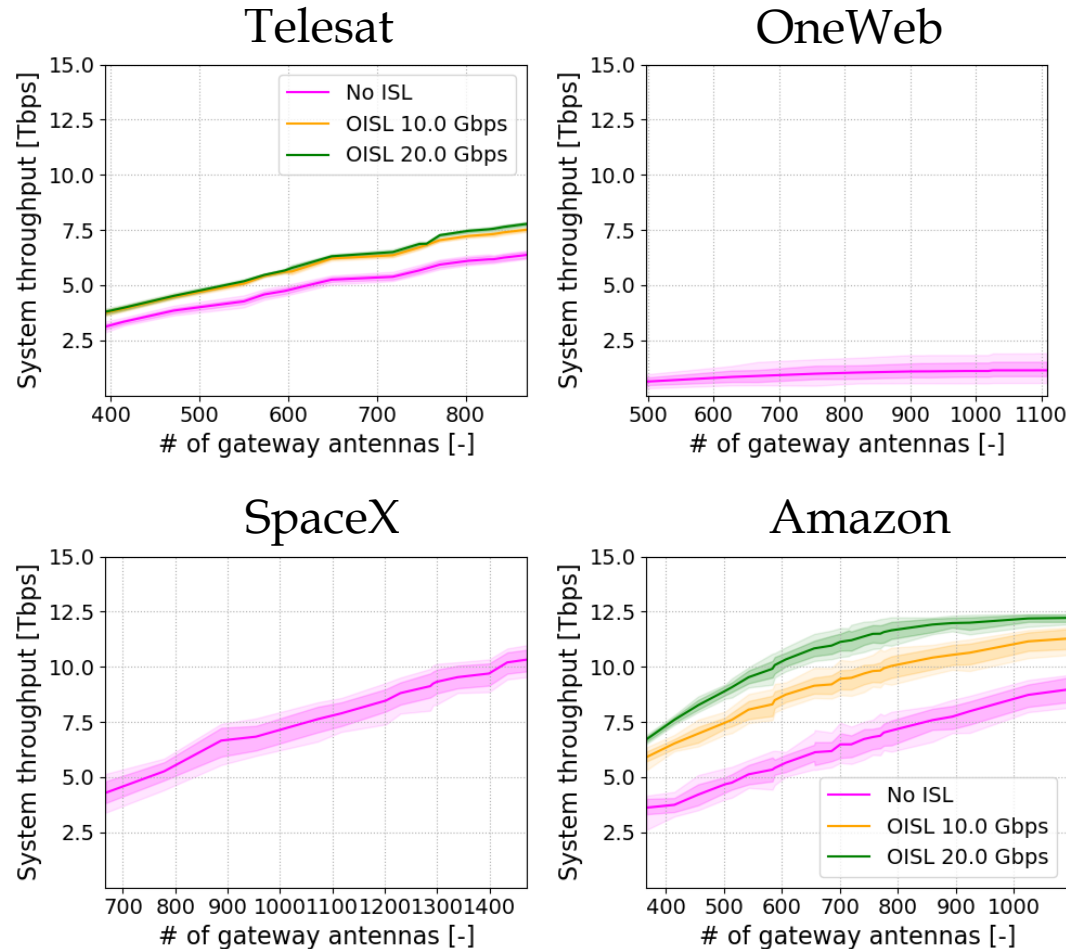 Telesat
System throughput [Tbps]
15.0
12.5
10.0
7.5
5.0
2.5
No ISL
OISL 10.0 Gbps
OISL 20.0 Gbps
400 500 600 700 800
# of gateway antennas [-]
OneWeb
System throughput [Tbps]
15.0
12.5
10.0
7.5
5.0
2.5
500 600 700 800 900 1000 1100
# of gateway antennas [-]
SpaceX
System throughput [Tbps]
15.0
12.5
10.0
7.5
5.0
2.5
700 800 900 1000 1100 1200 1300 1400
# of gateway antennas [-]
Amazon
System throughput [Tbps]
15.0
12.5
10.0
7.5
5.0
2.5
No ISL
OISL 10.0 Gbps
OISL 20.0 Gbps
400 500 600 700 800 900 1000
# of gateway antennas [-]